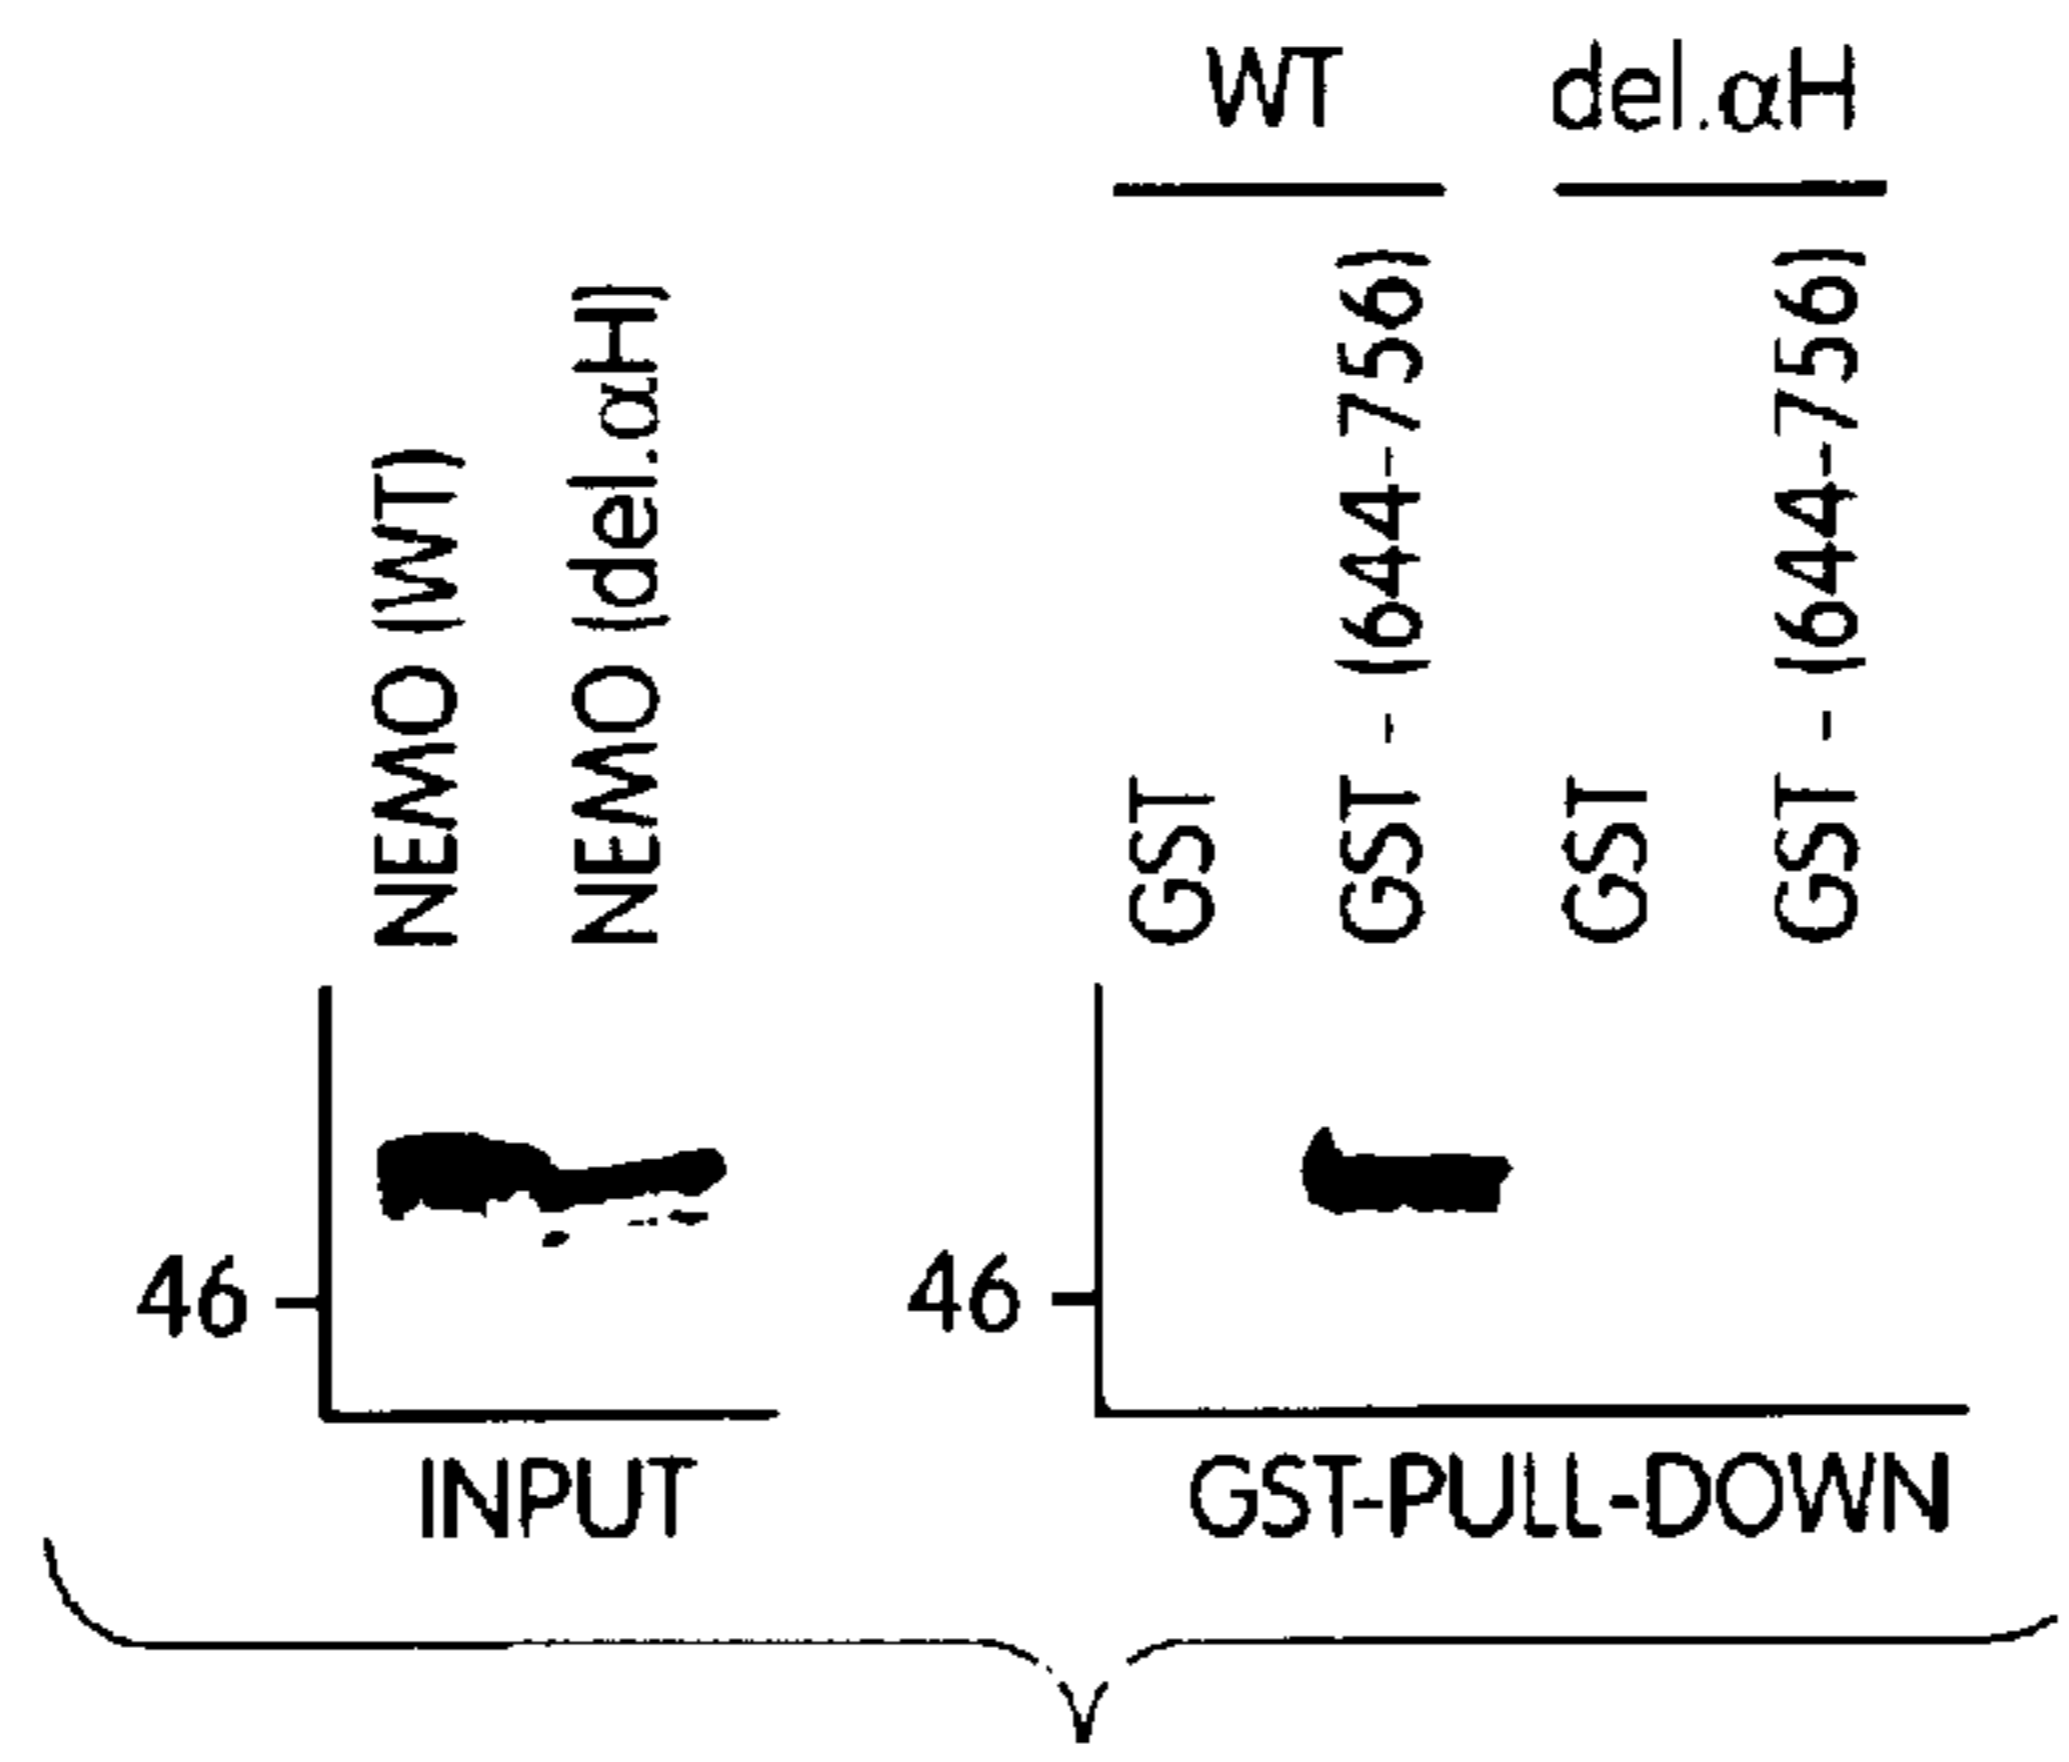 WT del.αH
NEMO (WT)
NEMO (del.αH)
GST
GST - (644-756)
GST
GST - (644-756)
46
46
INPUT
GST-PULL-DOWN